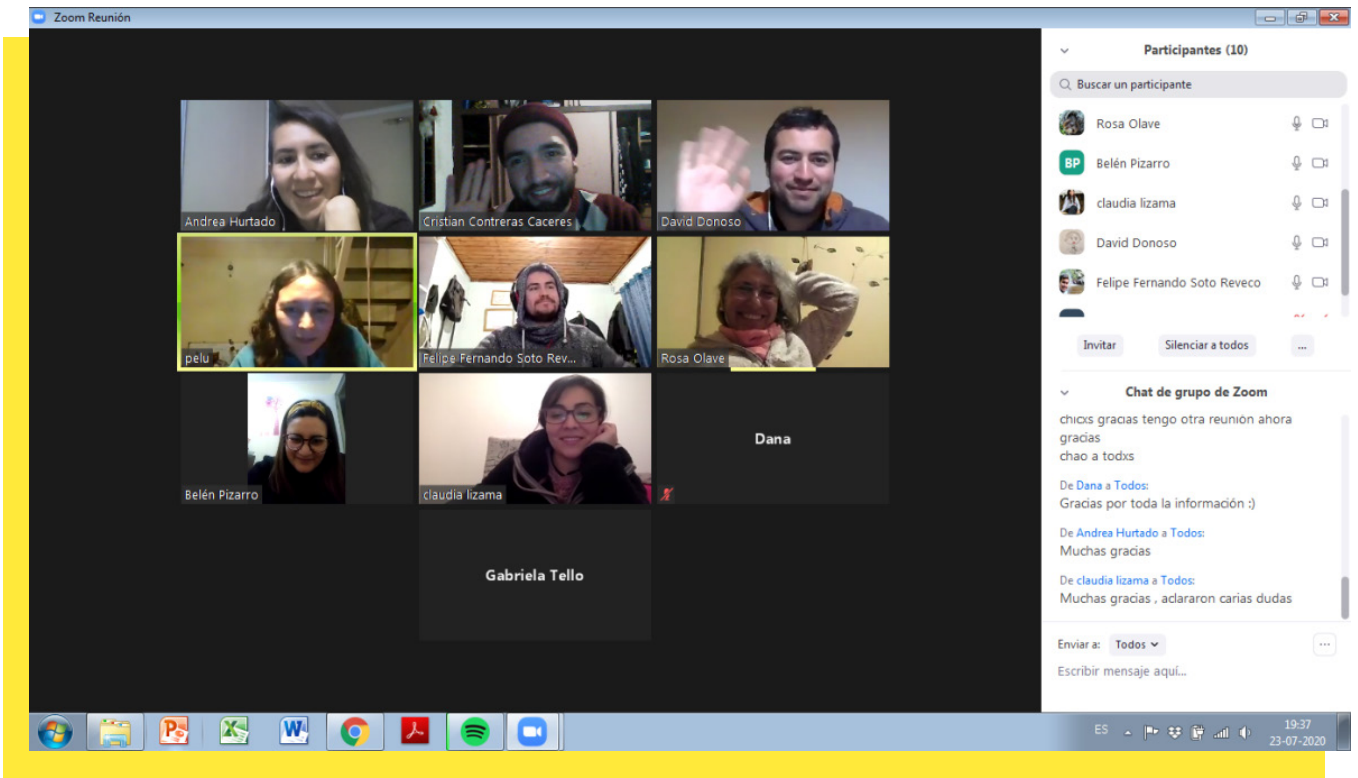 Zoom Reunión
Andrea Hurtado
Cristian Contreras Caceres
David Donoso
pelu
Felipe Fernando Soto Rev...
Rosa Olave
Belén Pizarro
claudia lizama
Dana
Gabriela Tello
Participantes (10)
Buscar un participante
Rosa Olave
BP Belén Pizarro
claudia lizama
David Donoso
Felipe Fernando Soto Reveco
Invitar Silenciar a todos ...
Chat de grupo de Zoom
chicxs gracias tengo otra reunión ahora
gracias
chao a todxs
De Dana a Todos:
Gracias por toda la información :)
De Andrea Hurtado a Todos:
Muchas gracias
De claudia lizama a Todos:
Muchas gracias , aclararon carias dudas
Enviar a: Todos
Escribir mensaje aquí...
ES
19:37
23-07-2020